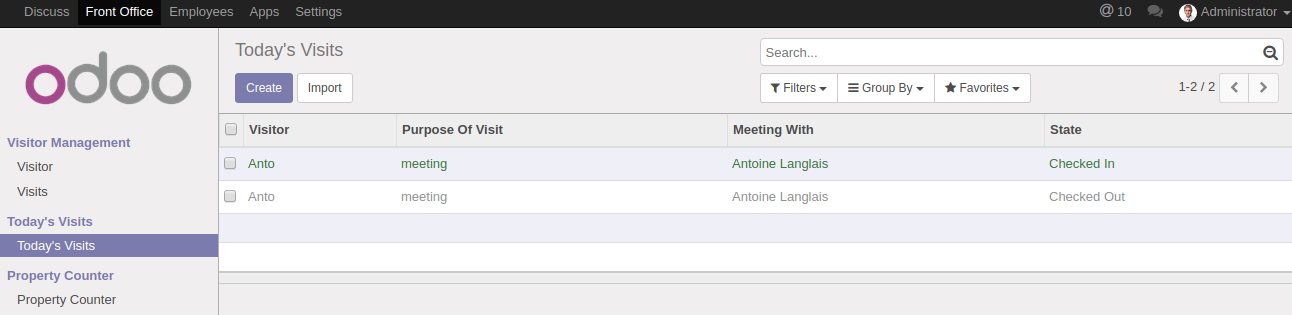 Discuss Front Office Employees Apps Settings @ 10 Administrator
odoo
Today's Visits
Search...
Create Import
Filters Group By Favorites 1-2 / 2
Visitor Management
Visitor
Visits
Today's Visits
Today's Visits
Property Counter
Property Counter
Visitor Purpose Of Visit Meeting With State
Anto meeting Antoine Langlais Checked In
Anto meeting Antoine Langlais Checked Out